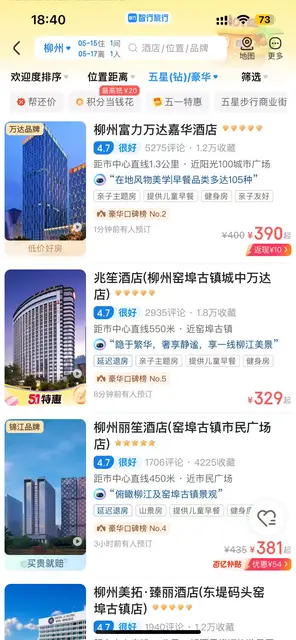 18:40
智行旅行
73
柳州
05-15住 1间
05-17离 1人
酒店/位置/品牌
地图
更多
欢迎度排序
位置距离
五星(钻)/豪华
筛选
最高抵¥20
帮还价
积分当钱花
五一特惠
五星步行商业街
万达品牌
柳州富力万达嘉华酒店
4.7 很好 5275评论 · 1.2万收藏
距市中心直线1.3公里 · 近阳光100城市广场
“在地风物美学|早餐品类多达105种”
亲子主题房 提供儿童早餐 健身房 亲子友好
豪华口碑榜 No.2
1分钟前有人预订
¥400 ¥390起
返现¥10
低价好房
兆笙酒店(柳州窑埠古镇城中万达店)
4.7 很好 2935评论 · 1.8万收藏
距市中心直线550米 · 近窑埠古镇
“隐于繁华，奢享静谧，享一线柳江美景”
延迟退房 亲子主题房 提供儿童早餐 健身房
豪华口碑榜 No.5
8分钟前有人预订
¥329起
5.1特惠
锦江品牌
柳州丽笙酒店(窑埠古镇市民广场店)
4.7 很好 1706评论 · 4225收藏
距市中心直线450米 · 近市民广场
“俯瞰柳江及窑埠古镇景观”
延迟退房 山景房 提供儿童早餐 健身房
豪华口碑榜 No.4
3小时前有人预订
¥435 ¥381起
百亿补贴 优惠¥54
买贵就赔
柳州美拓·臻丽酒店(东堤码头窑埠古镇店)
4.7 很好 1940评论 · 1.2万收藏